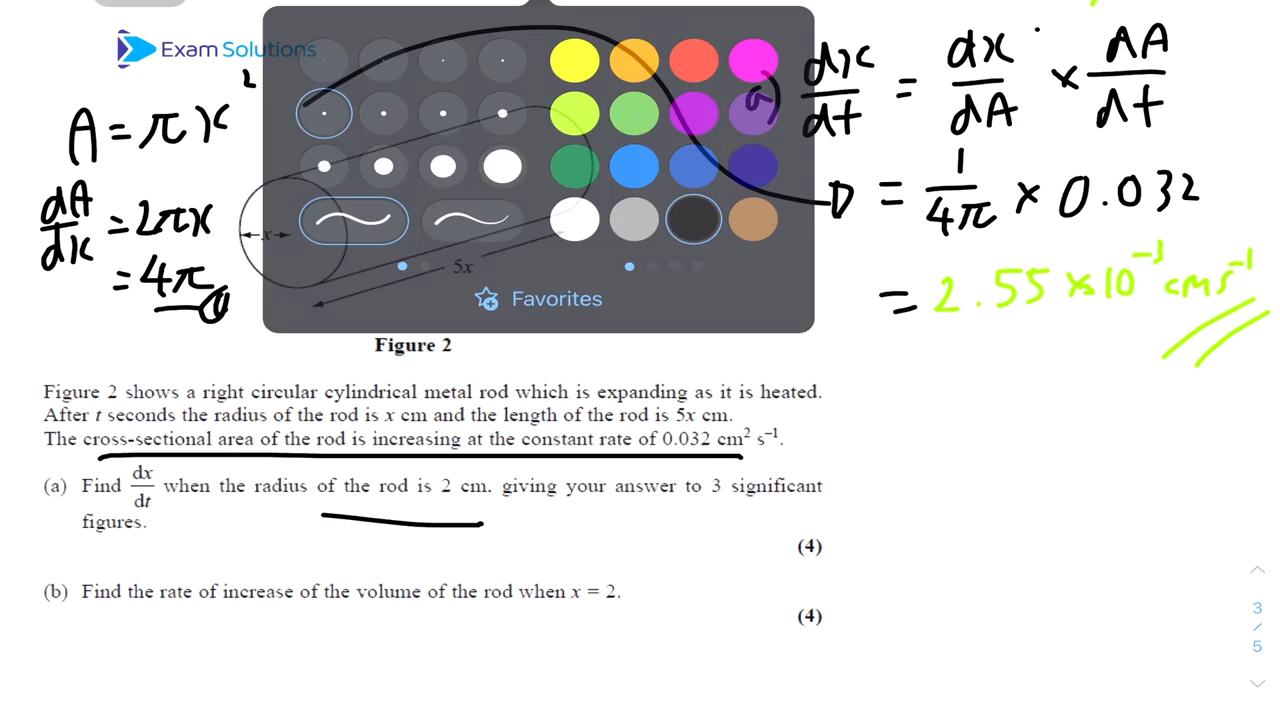 Exam Solutions
A = πx²
dA/dx = 2πx
= 4π ①
a) dx/dt = dx/dA × dA/dt
= 1/4π × 0.032
= 2.55 × 10⁻³ cms⁻¹
x
5x
Favorites
Figure 2
Figure 2 shows a right circular cylindrical metal rod which is expanding as it is heated.
After t seconds the radius of the rod is x cm and the length of the rod is 5x cm.
The cross-sectional area of the rod is increasing at the constant rate of 0.032 cm² s⁻¹.
(a) Find dx/dt when the radius of the rod is 2 cm, giving your answer to 3 significant
figures.
(4)
(b) Find the rate of increase of the volume of the rod when x = 2.
(4)
3
/
5